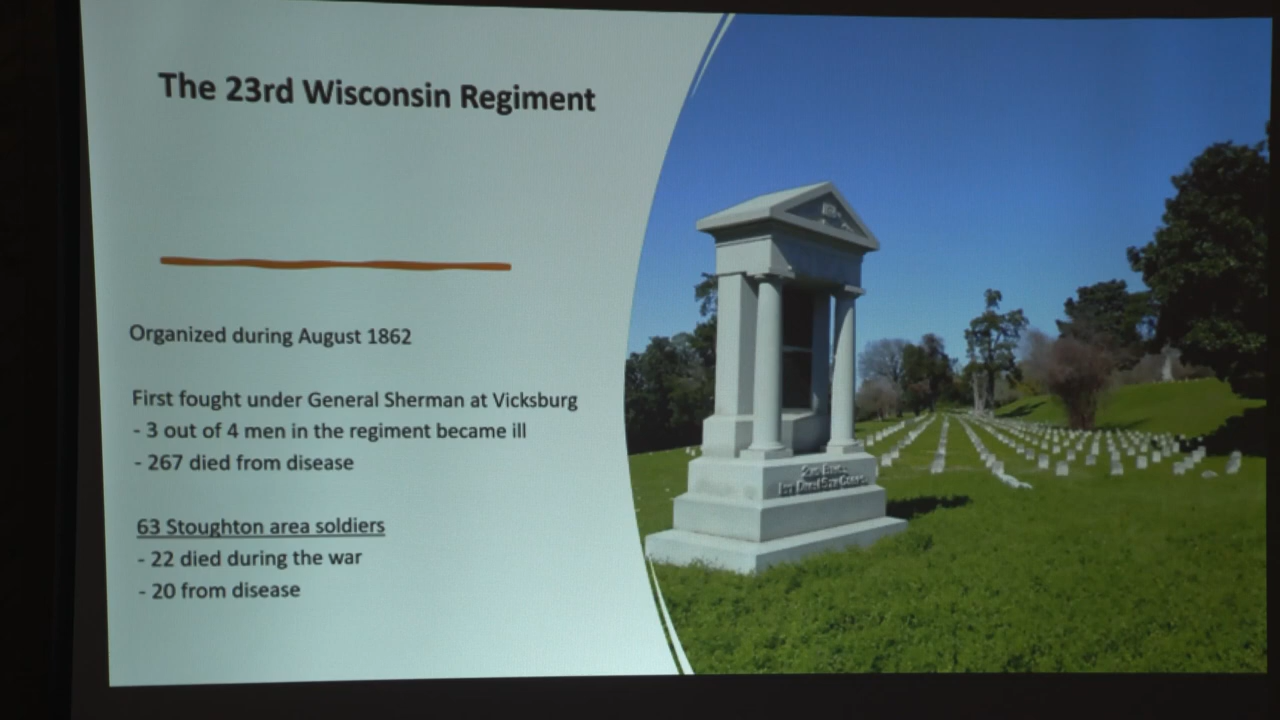 The 23rd Wisconsin Regiment
Organized during August 1862
First fought under General Sherman at Vicksburg
- 3 out of 4 men in the regiment became ill
- 267 died from disease
63 Stoughton area soldiers
- 22 died during the war
- 20 from disease